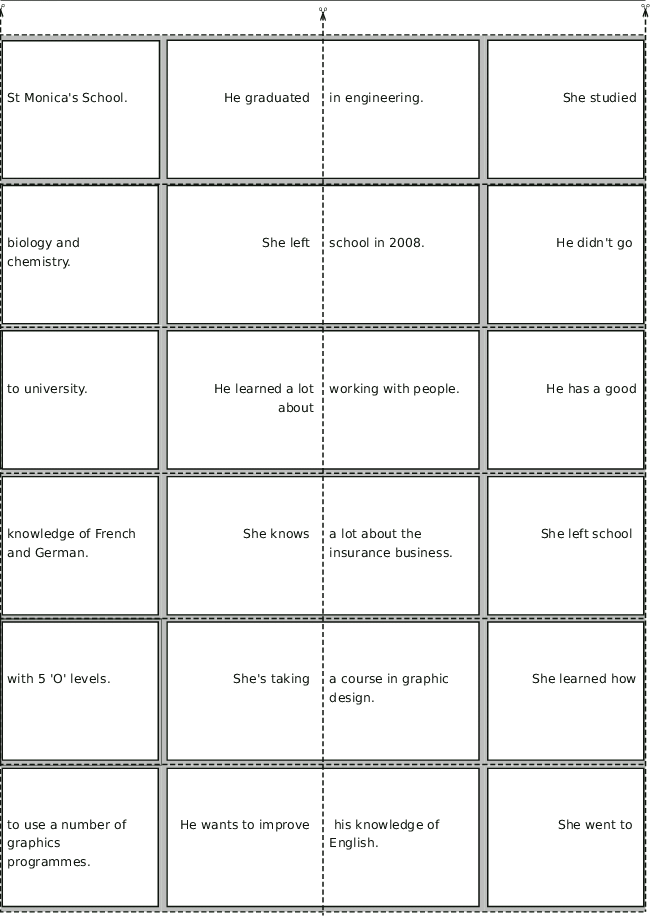 St Monica's School.
He graduated
in engineering.
She studied
biology and
chemistry.
She left
school in 2008.
He didn't go
to university.
He learned a lot
about
working with people.
He has a good
knowledge of French
and German.
She knows
a lot about the
insurance business.
She left school
with 5 'O' levels.
She's taking
a course in graphic
design.
She learned how
to use a number of
graphics
programmes.
He wants to improve
his knowledge of
English.
She went to